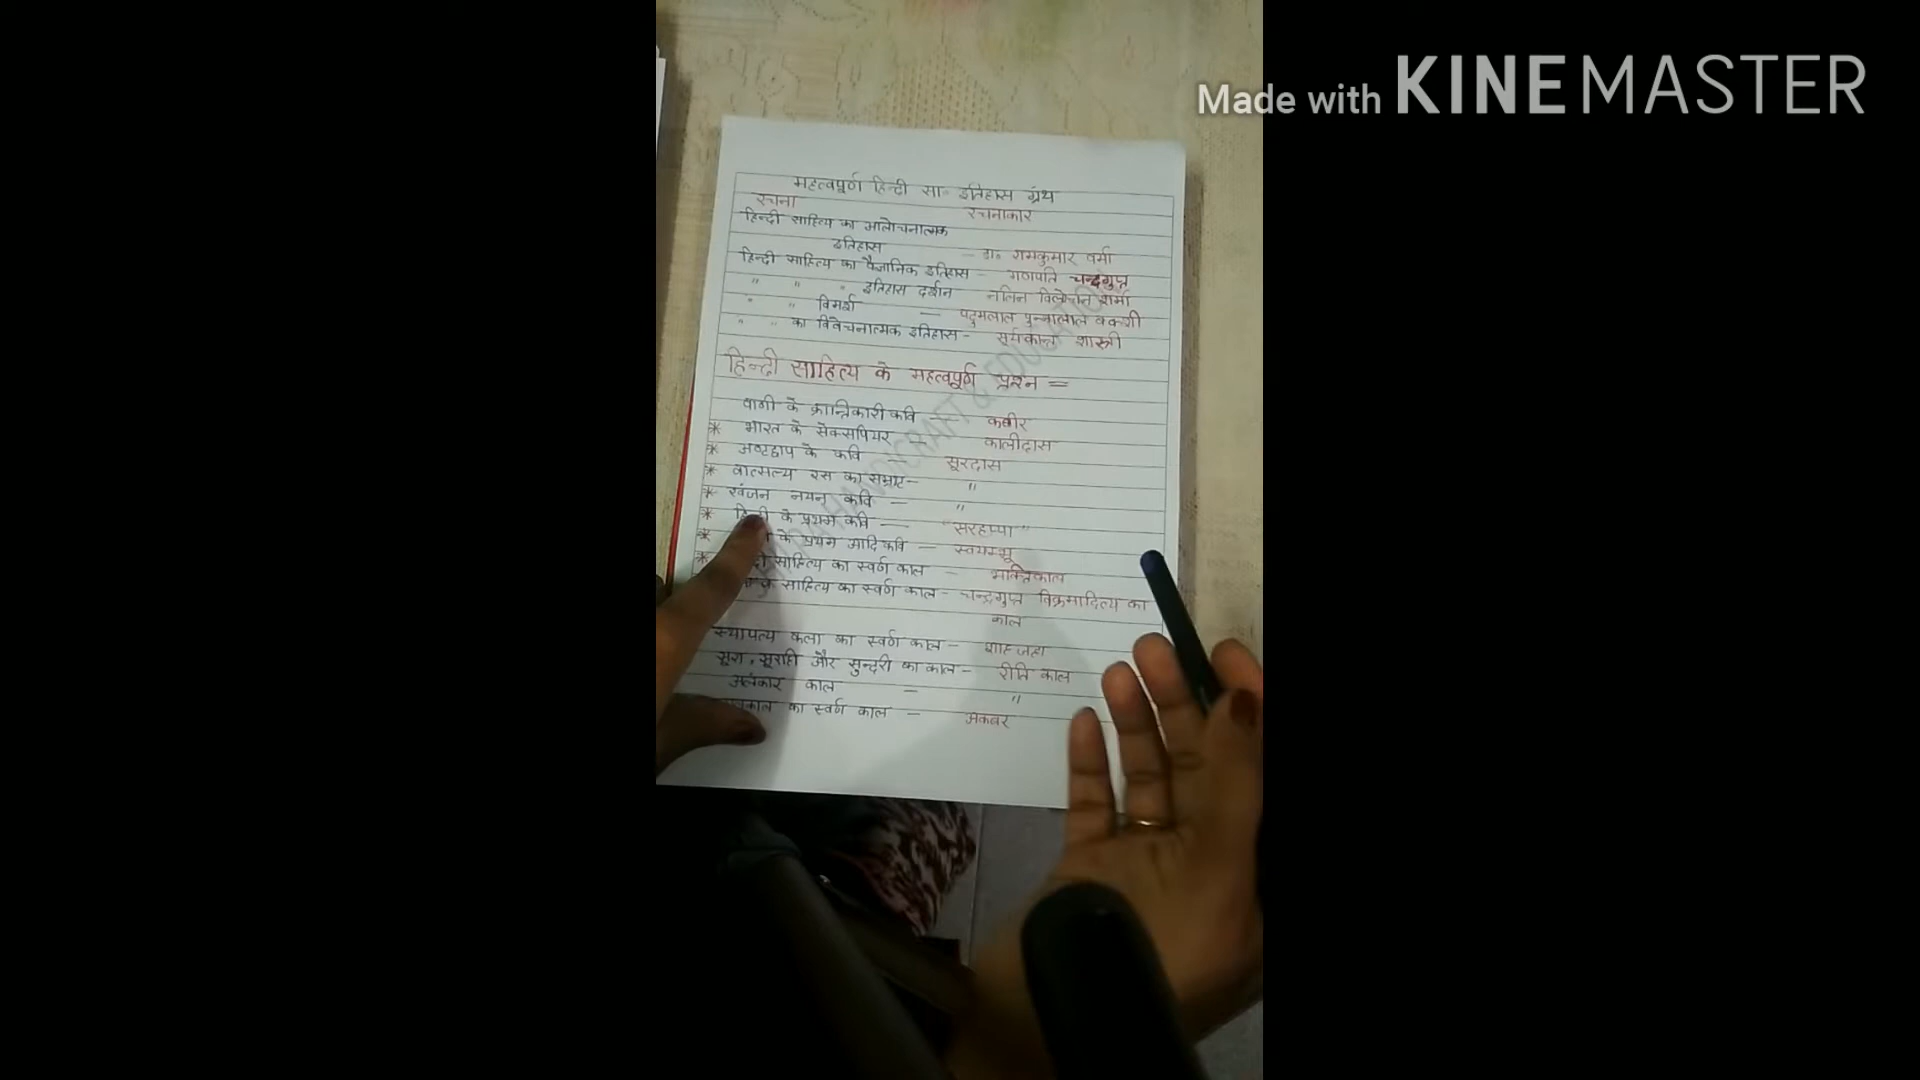 Made with KINEMASTER
महत्वपूर्ण हिन्दी सा॰ इतिहास ग्रंथ
रचना रचनाकार
हिन्दी साहित्य का आलोचनात्मक
इतिहास - डा॰ रामकुमार वर्मा
हिन्दी साहित्य का वैज्ञानिक इतिहास - गणपति चन्द्रगुप्त
" " " इतिहास दर्शन नलिन विलोचन शर्मा
" " विमर्श — पदुमलाल पुन्नालाल बक्शी
" " का विवेचनात्मक इतिहास - सूर्यकान्त शास्त्री
हिन्दी साहित्य के महत्वपूर्ण प्रश्न =
वाणी के क्रान्तिकारी कवि — कबीर
* भारत के सेक्सपियर — कालीदास
* अष्टछाप के कवि — सूरदास
* वात्सल्य रस का सम्राट - "
* खंजन नयन कवि — "
* हिन्दी के प्रथम कवि — "सरहप्पा"
* के प्रथम आदि कवि — स्वयम्भू
* साहित्य का स्वर्ण काल — भक्तिकाल
साहित्य का स्वर्ण काल - चन्द्रगुप्त विक्रमादित्य का
काल
स्थापत्य कला का स्वर्ण काल - शाहजहा
सूरा, सूराही और सुन्दरी का काल - रीति काल
अलंकार काल — "
का स्वर्ण काल — अकबर
HANDICRAFT & EDUCATION